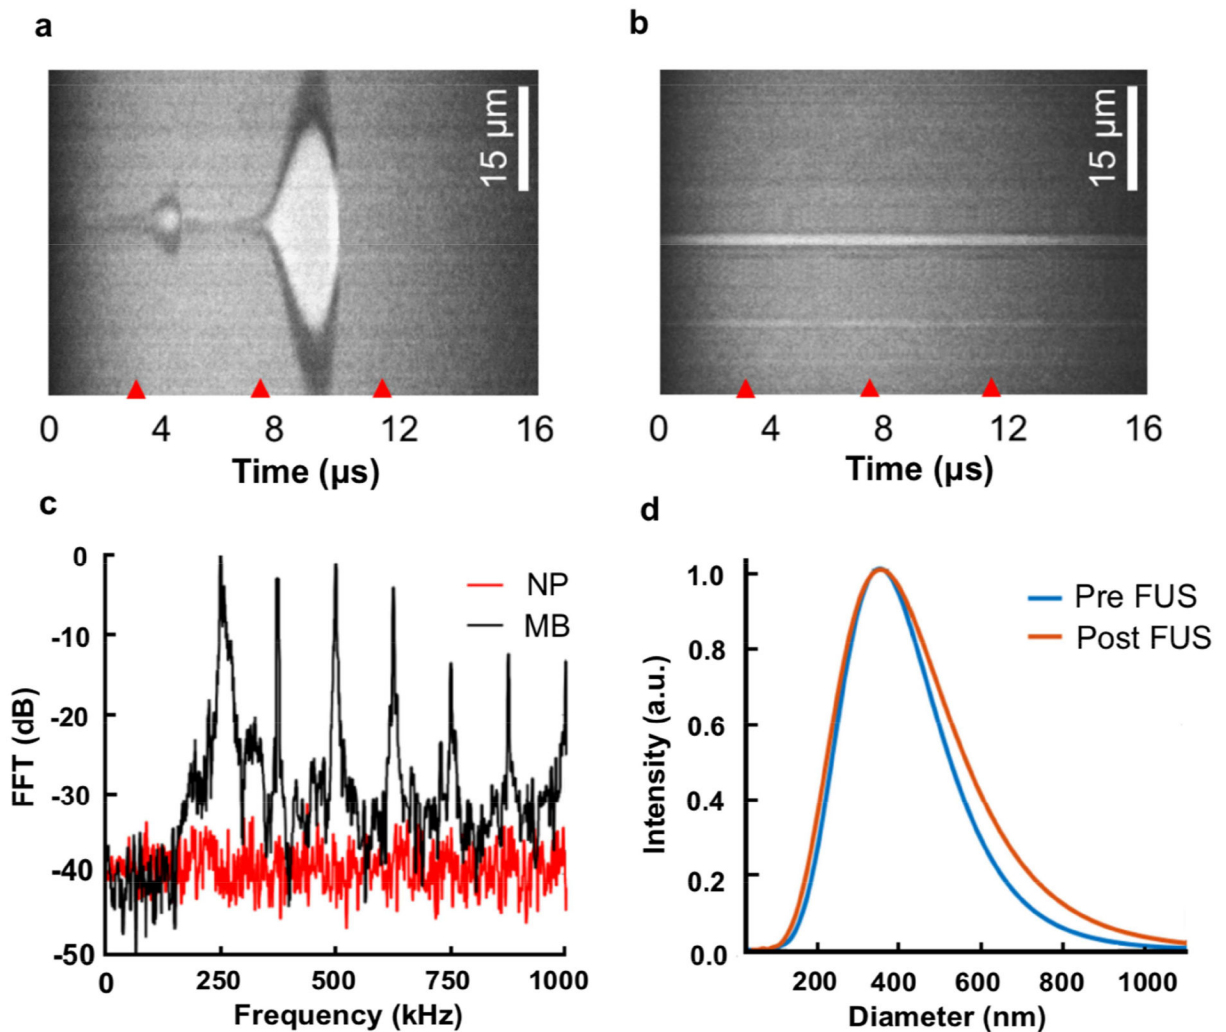 a
b
15 µm
15 µm
0 4 8 12 16
0 4 8 12 16
Time (µs)
Time (µs)
c
d
0
-10
-20
-30
-40
-50
FFT (dB)
NP
MB
0 250 500 750 1000
Frequency (kHz)
1.0
0.8
0.6
0.4
0.2
0.0
Intensity (a.u.)
Pre FUS
Post FUS
200 400 600 800 1000
Diameter (nm)